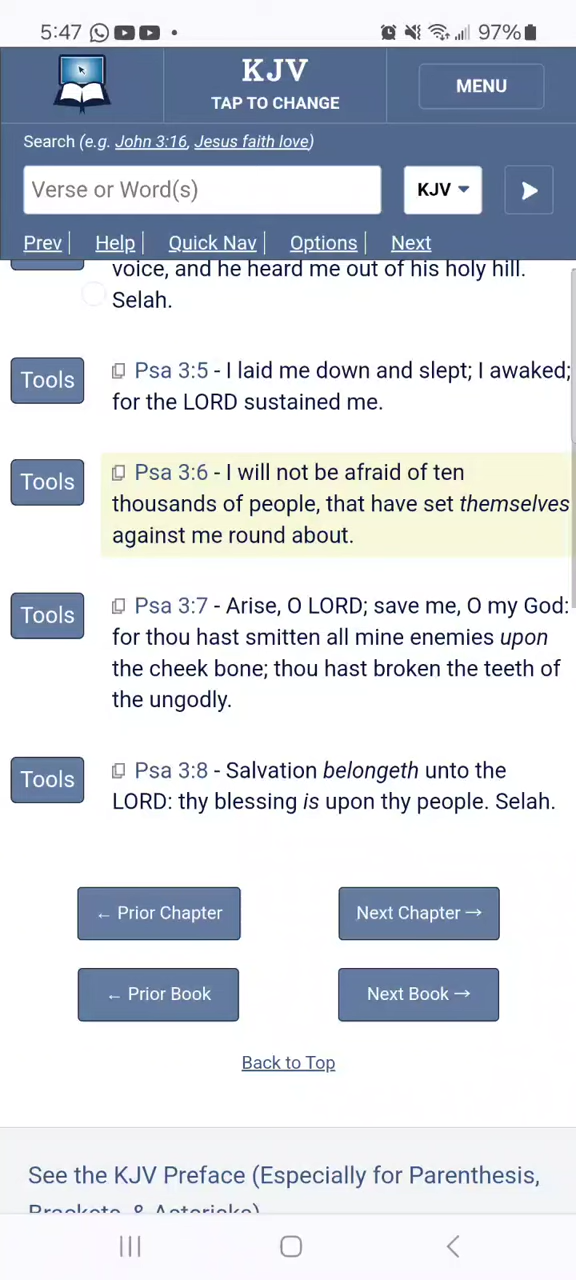 5:47 97%
KJV
TAP TO CHANGE
MENU
Search (e.g. John 3:16, Jesus faith love)
Verse or Word(s) KJV
Prev Help Quick Nav Options Next
voice, and he heard me out of his holy hill.
Selah.
Tools Psa 3:5 - I laid me down and slept; I awaked;
for the LORD sustained me.
Tools Psa 3:6 - I will not be afraid of ten
thousands of people, that have set themselves
against me round about.
Tools Psa 3:7 - Arise, O LORD; save me, O my God:
for thou hast smitten all mine enemies upon
the cheek bone; thou hast broken the teeth of
the ungodly.
Tools Psa 3:8 - Salvation belongeth unto the
LORD: thy blessing is upon thy people. Selah.
← Prior Chapter Next Chapter →
← Prior Book Next Book →
Back to Top
See the KJV Preface (Especially for Parenthesis,
Brackets, & Asterisks)